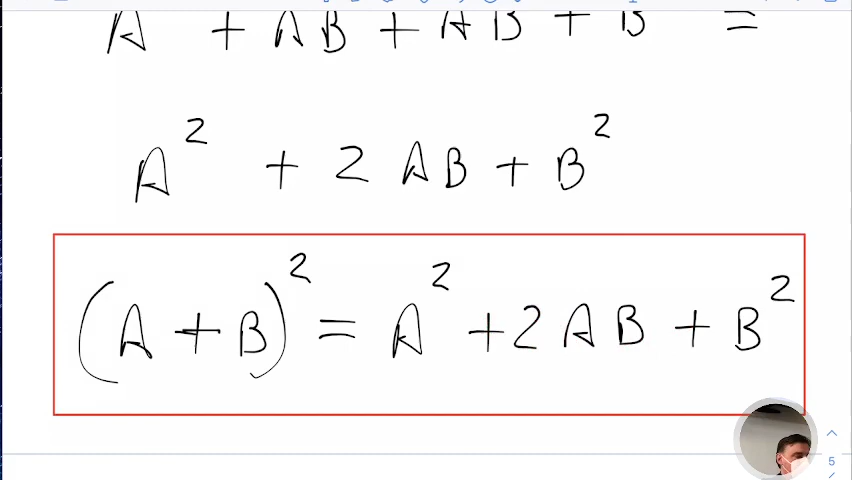 A + AB + AB + B =
A² + 2AB + B²
(A + B)² = A² + 2AB + B²
5